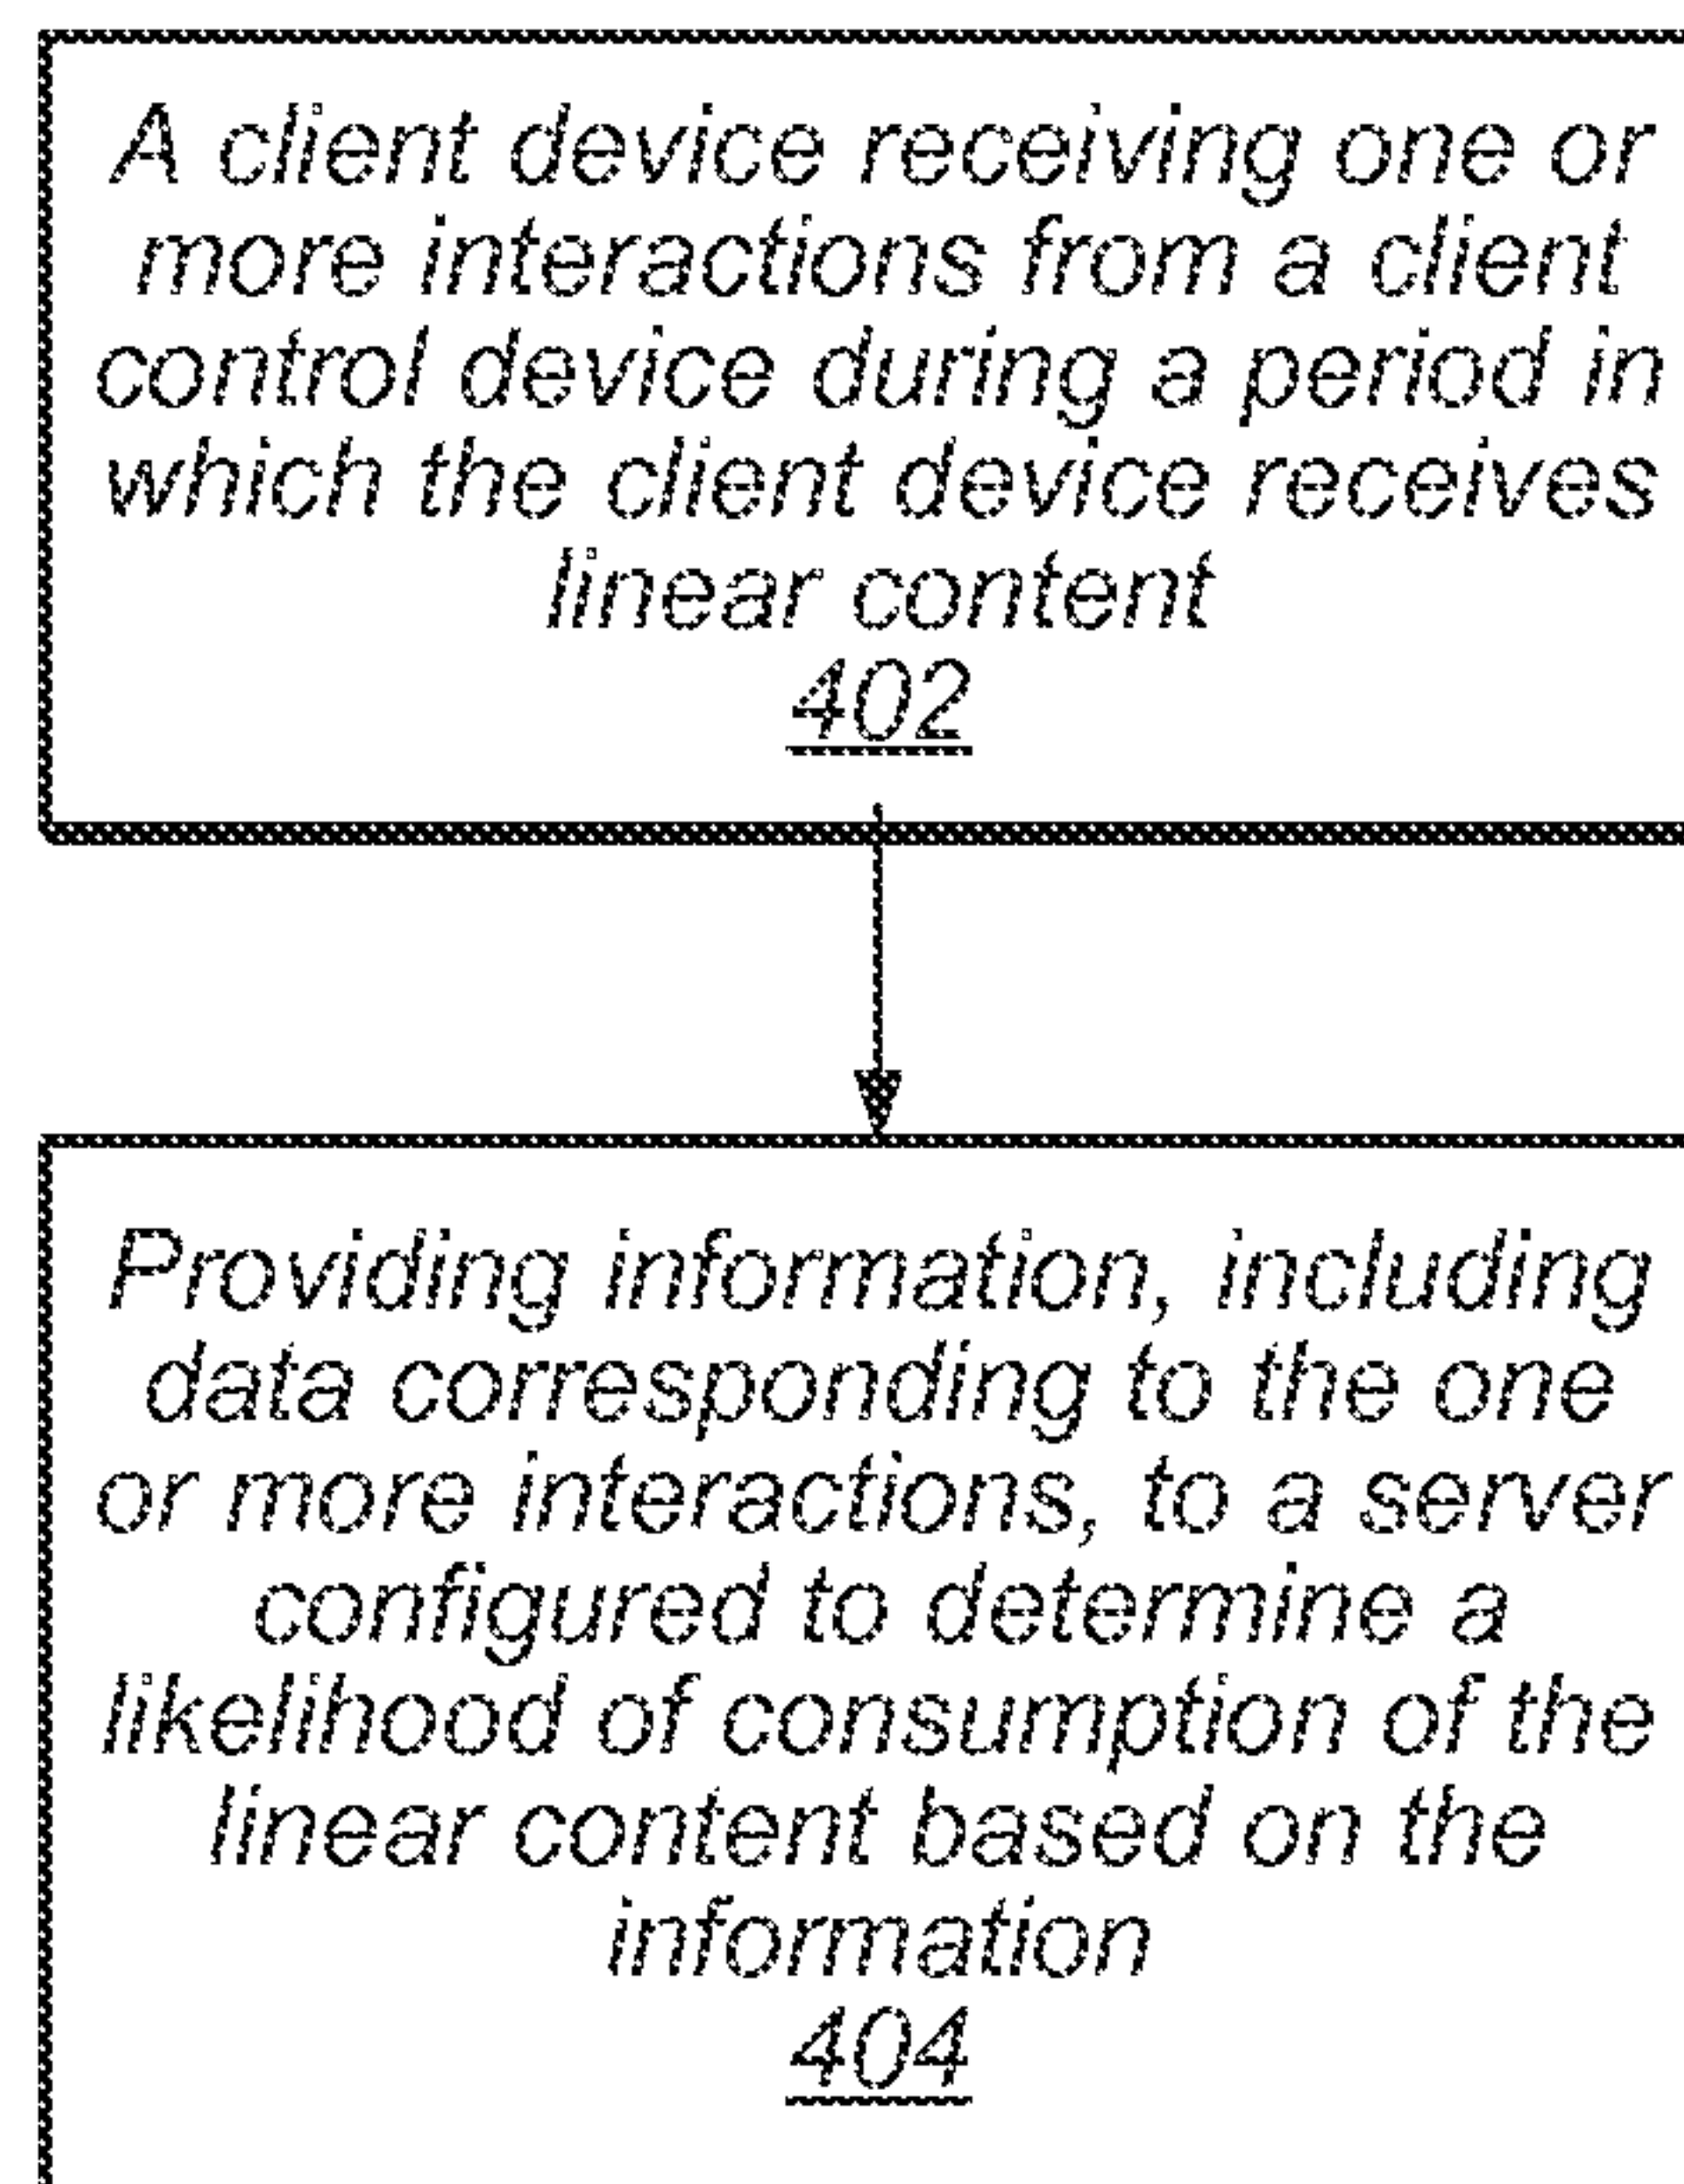 A client device receiving one or
more interactions from a client
control device during a period in
which the client device receives
linear content
402
Providing information, including
data corresponding to the one
or more interactions, to a server
configured to determine a
likelihood of consumption of the
linear content based on the
information
404